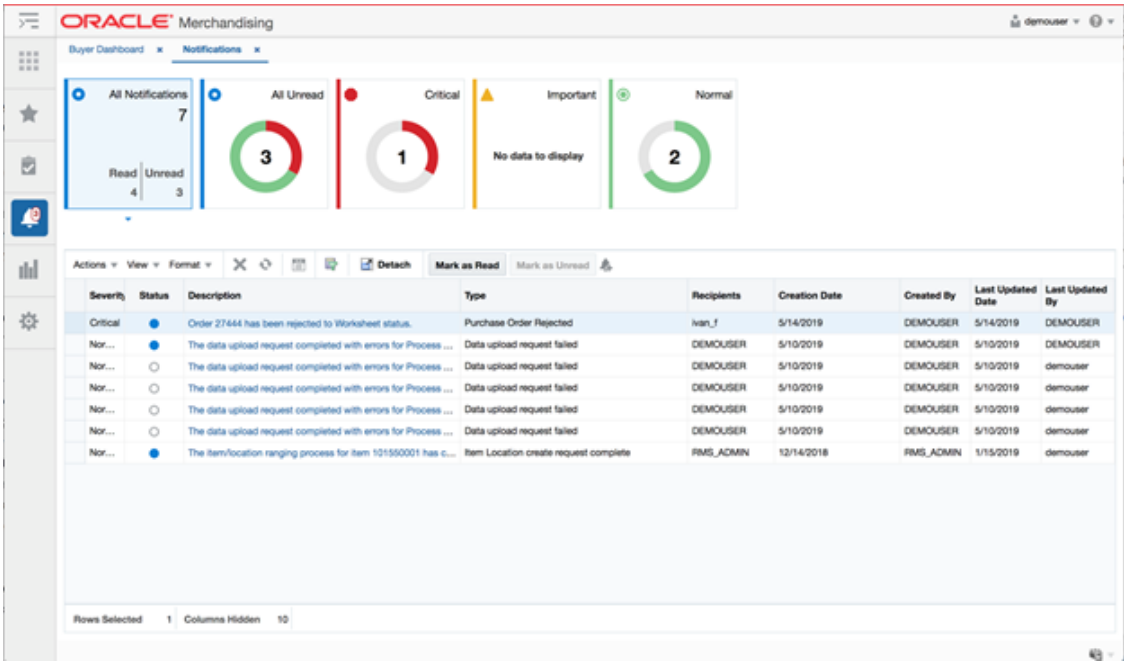 ORACLE® Merchandising
demouser
Buyer Dashboard × Notifications ×
All Notifications
7
Read Unread
4 3
All Unread
3
Critical
1
Important
No data to display
Normal
2
3
Actions View Format Detach Mark as Read Mark as Unread
Severity Status Description Type Recipients Creation Date Created By Last Updated Date Last Updated By
Critical Order 27444 has been rejected to Worksheet status. Purchase Order Rejected ivan_f 5/14/2019 DEMOUSER 5/14/2019 DEMOUSER
Nor... The data upload request completed with errors for Process ... Data upload request failed DEMOUSER 5/10/2019 DEMOUSER 5/10/2019 DEMOUSER
Nor... The data upload request completed with errors for Process ... Data upload request failed DEMOUSER 5/10/2019 DEMOUSER 5/10/2019 demouser
Nor... The data upload request completed with errors for Process ... Data upload request failed DEMOUSER 5/10/2019 DEMOUSER 5/10/2019 demouser
Nor... The data upload request completed with errors for Process ... Data upload request failed DEMOUSER 5/10/2019 DEMOUSER 5/10/2019 demouser
Nor... The data upload request completed with errors for Process ... Data upload request failed DEMOUSER 5/10/2019 DEMOUSER 5/10/2019 demouser
Nor... The item/location ranging process for item 101550001 has c... Item Location create request complete RMS_ADMIN 12/14/2018 RMS_ADMIN 1/15/2019 demouser
Rows Selected 1 Columns Hidden 10